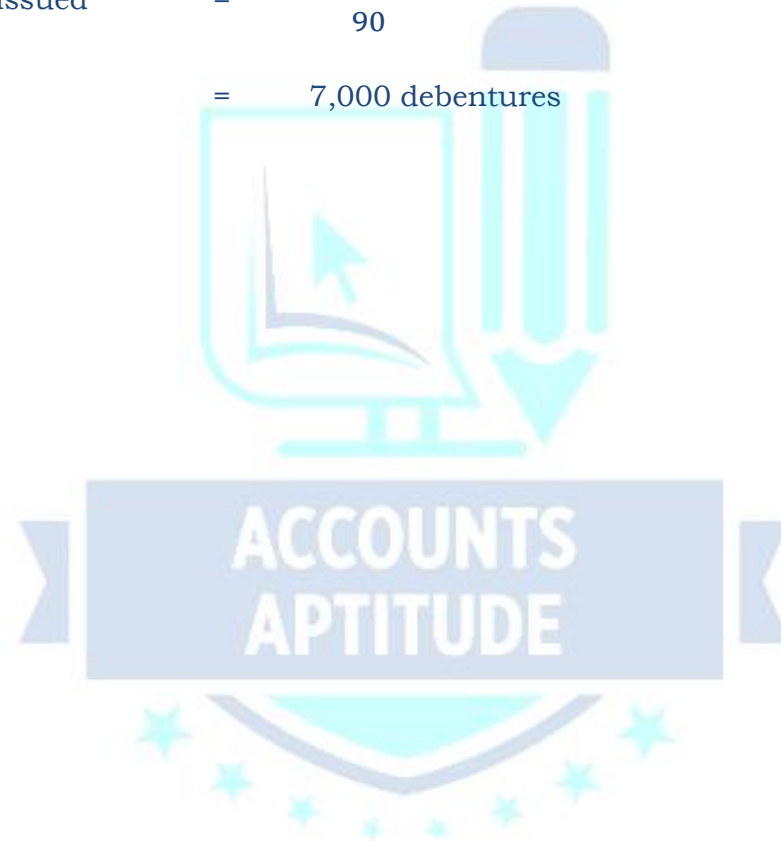 issued =
90
= 7,000 debentures
ACCOUNTS
APTITUDE